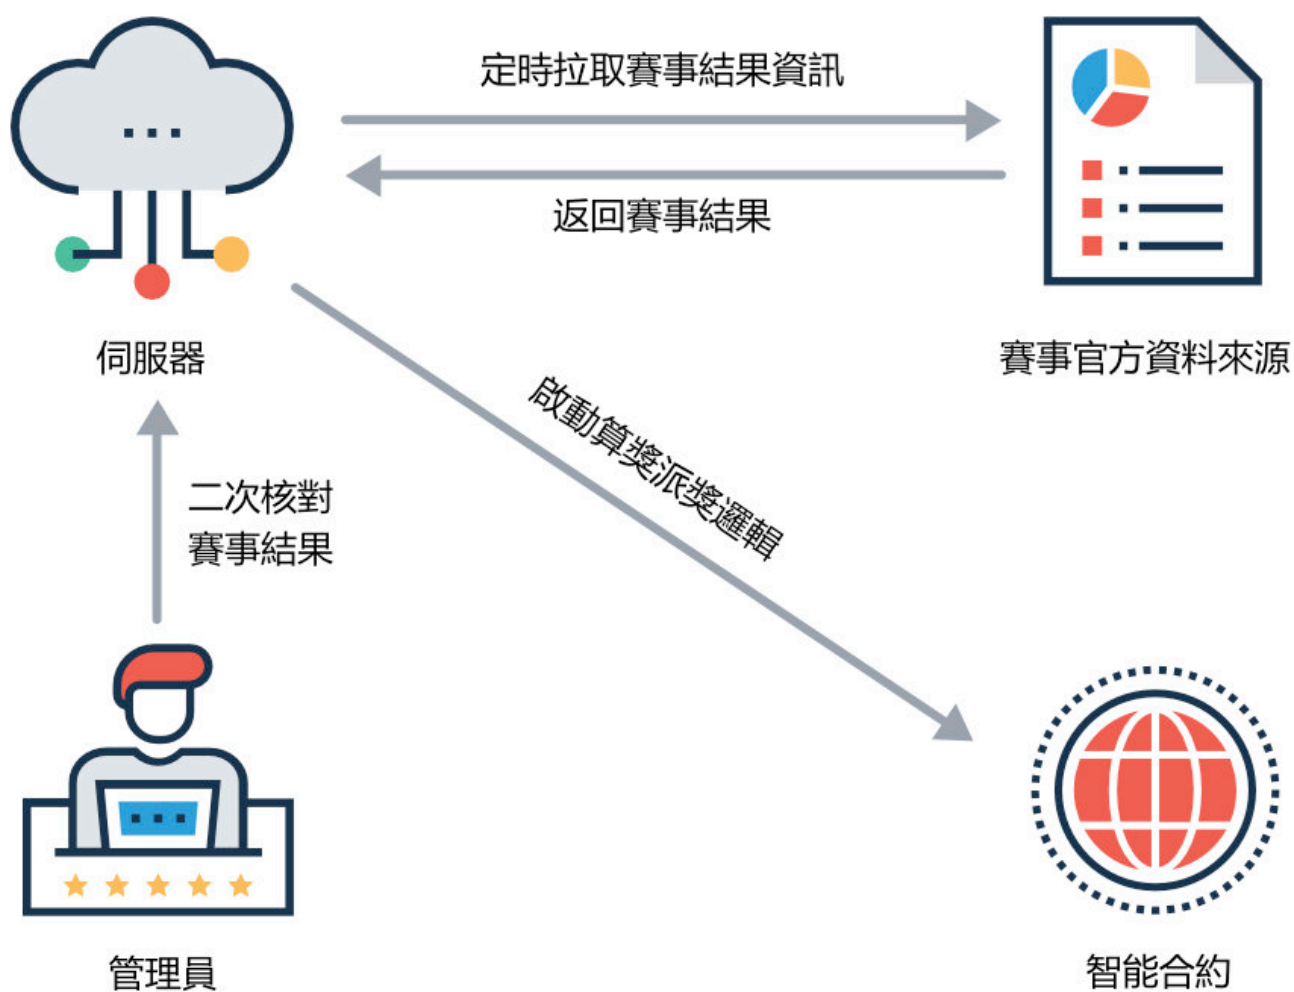 定時拉取賽事結果資訊
返回賽事結果
伺服器
賽事官方資料來源
啟動算獎派獎邏輯
二次核對
賽事結果
管理員
智能合約